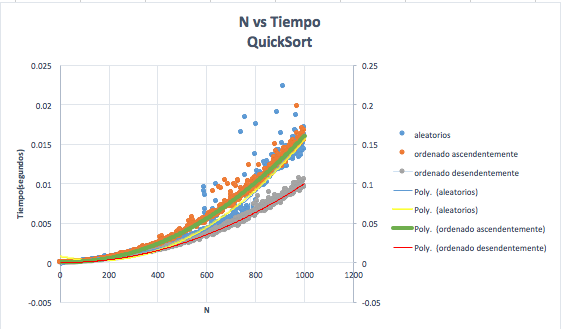 N vs Tiempo
QuickSort
0.025
0.02
0.015
0.01
0.005
0
-0.005
0.25
0.2
0.15
0.1
0.05
0
-0.05
0
200
400
600
800
1000
1200
Tiempo(segundos)
N
aleatorios
ordenado ascendentemente
ordenado desendentemente
Poly. (aleatorios)
Poly. (aleatorios)
Poly. (ordenado ascendentemente)
Poly. (ordenado desendentemente)